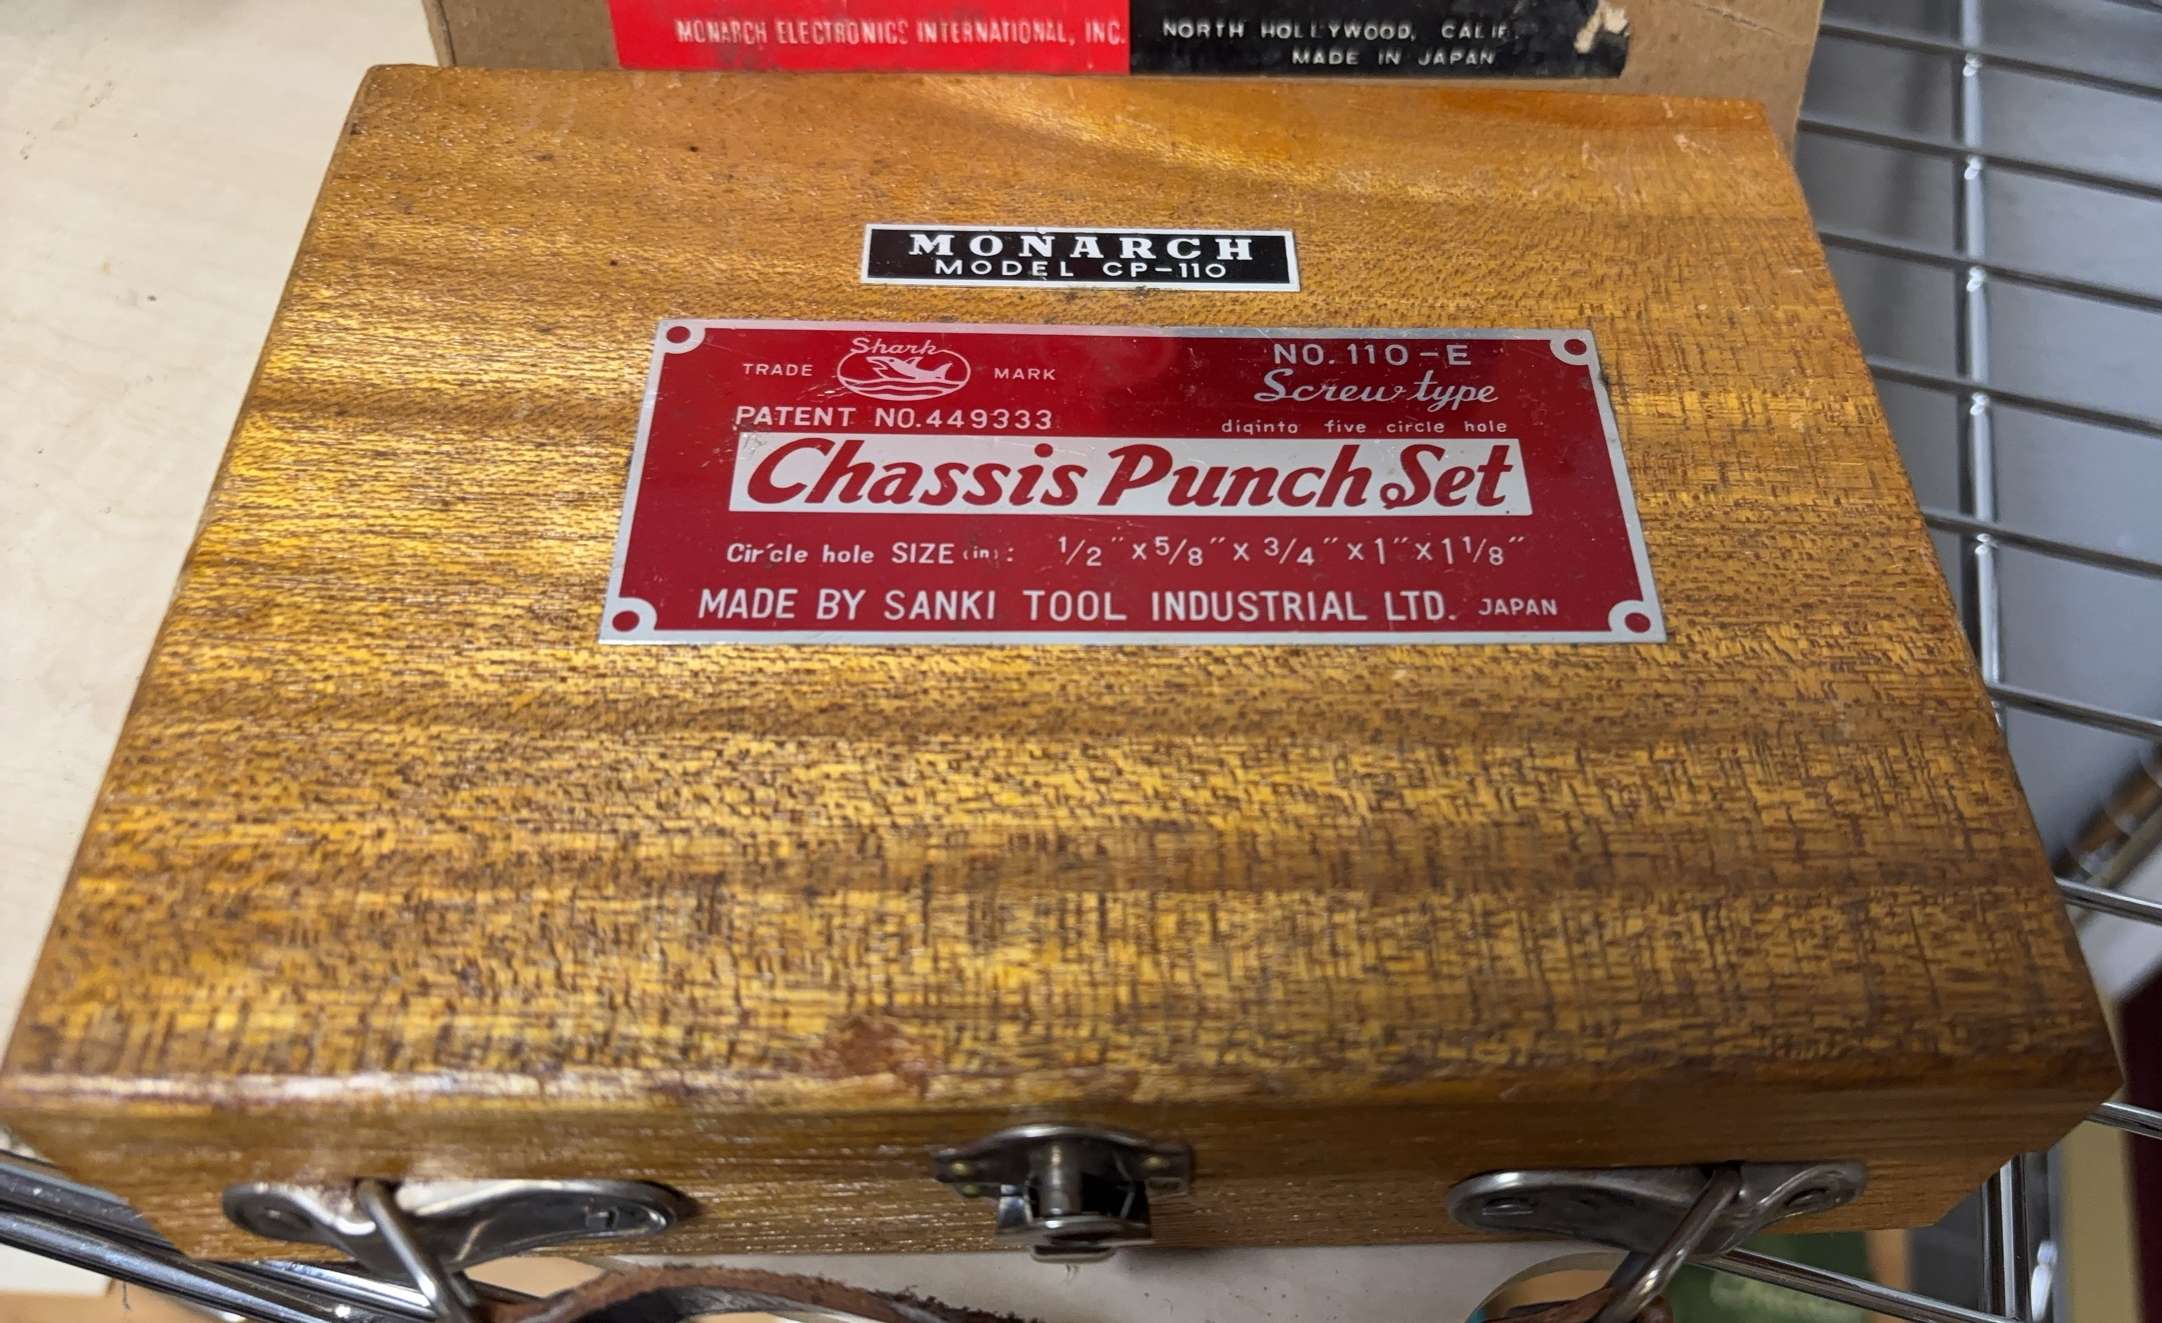 MONARCH ELECTRONICS INTERNATIONAL, INC.
NORTH HOLLYWOOD, CALIF.
MADE IN JAPAN
MONARCH
MODEL CP-110
TRADE Shark MARK
PATENT NO.449333
NO.110-E
Screw type
diqinto five circle hole
Chassis Punch Set
Circle hole SIZE (in): 1/2" x 5/8" x 3/4" x 1" x 1 1/8"
MADE BY SANKI TOOL INDUSTRIAL LTD. JAPAN